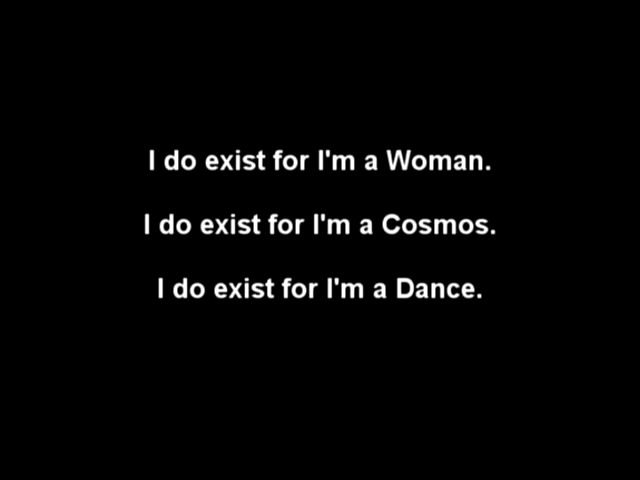 I do exist for I'm a Woman.
I do exist for I'm a Cosmos.
I do exist for I'm a Dance.